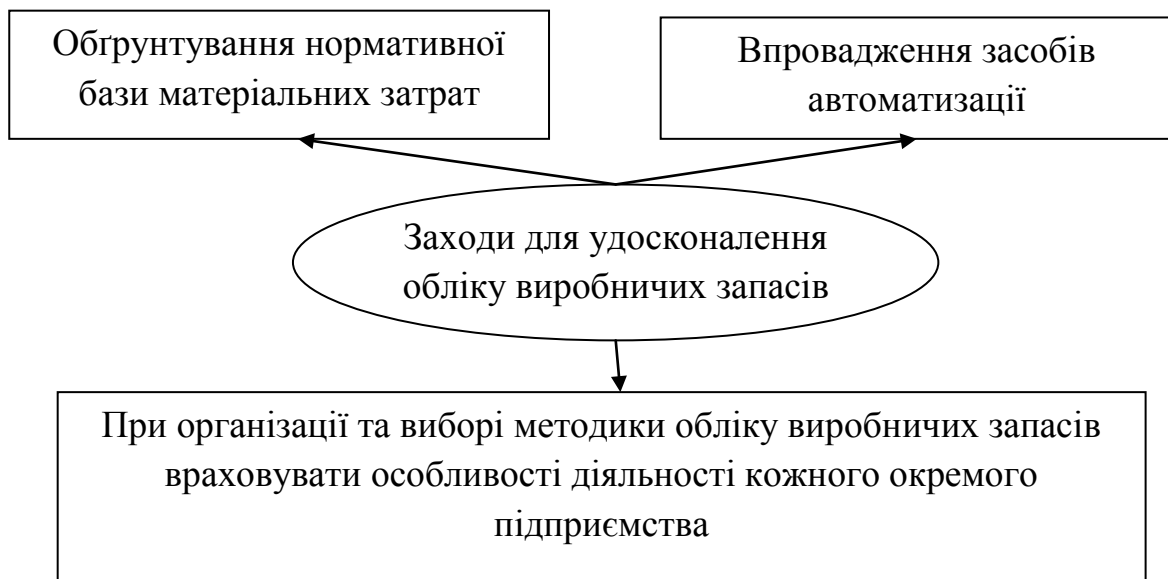 Обґрунтування нормативної
бази матеріальних затрат
Впровадження засобів
автоматизації
Заходи для удосконалення
обліку виробничих запасів
При організації та виборі методики обліку виробничих запасів
враховувати особливості діяльності кожного окремого
підприємства